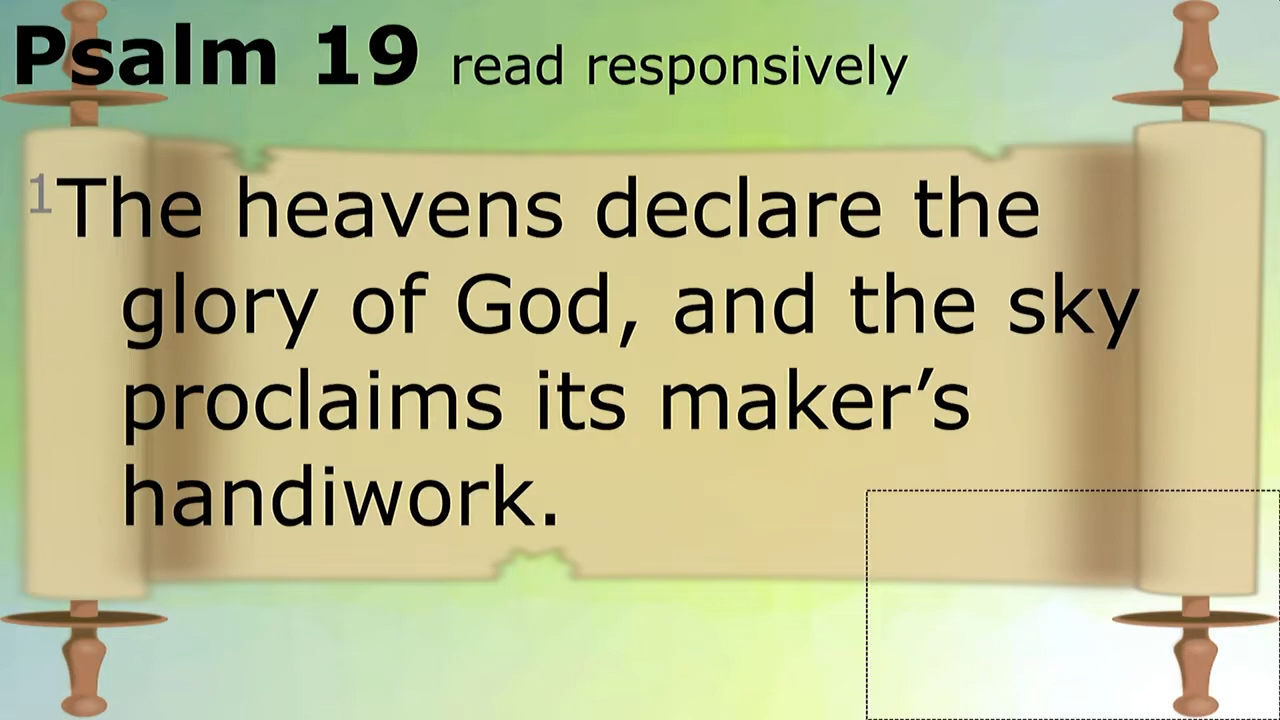 Psalm 19 read responsively
1The heavens declare the
glory of God, and the sky
proclaims its maker’s
handiwork.